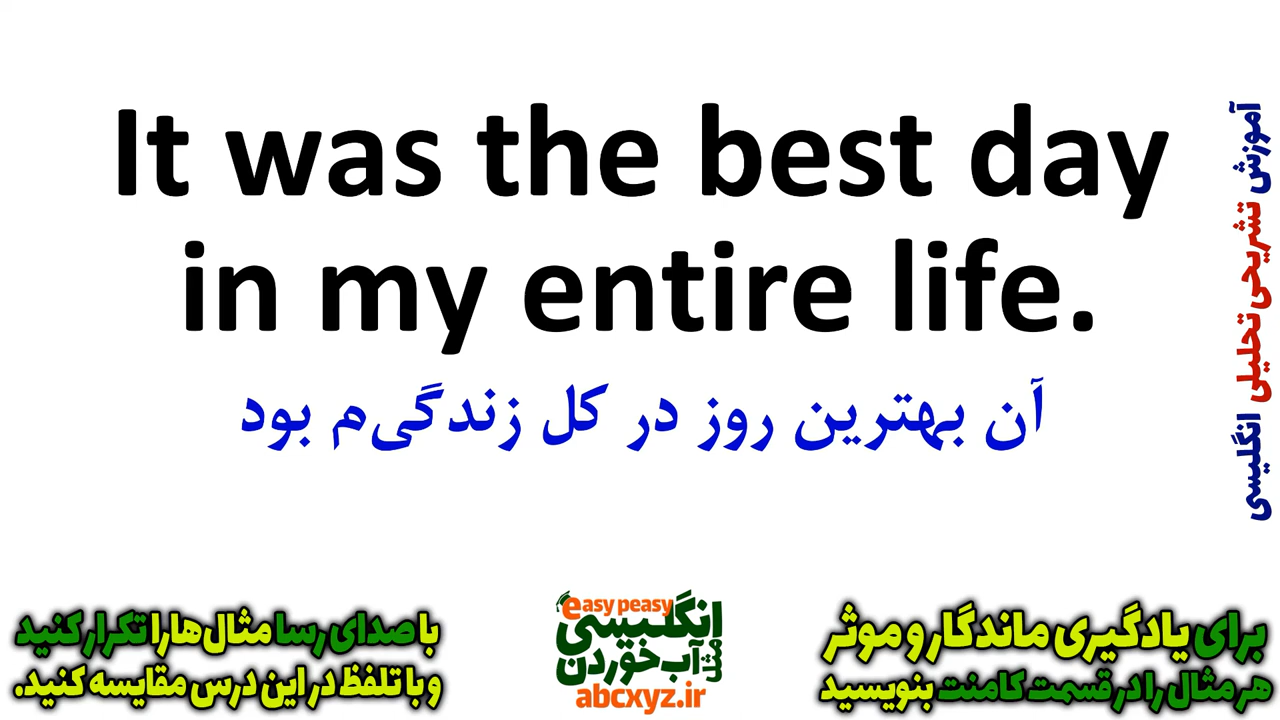 It was the best day
in my entire life.
آن بهترین روز در کل زندگی‌م بود
آموزش تشریحی تحلیلی انگلیسی
برای یادگیری ماندگار و موثر
هر مثال را در قسمت کامنت بنویسید
easy peasy
انگلیسی
مثل آب خوردن
abcxyz.ir
با صدای رسا مثال‌ها را تکرار کنید
و با تلفظ در این درس مقایسه کنید.